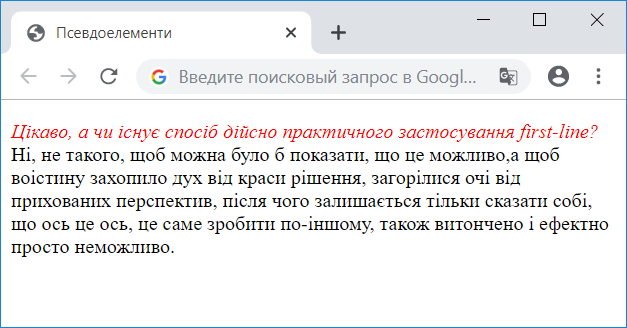 Псевдоелементи
Введите поисковый запрос в Googl...
Цікаво, а чи існує спосіб дійсно практичного застосування first-line?
Ні, не такого, щоб можна було б показати, що це можливо,а щоб
воістину захопило дух від краси рішення, загорілися очі від
прихованих перспектив, після чого залишається тільки сказати собі,
що ось це ось, це саме зробити по-іншому, також витончено і ефектно
просто неможливо.